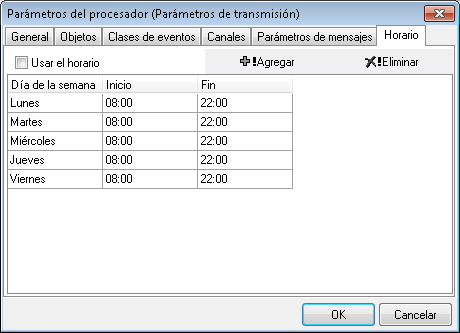 Parámetros del procesador (Parámetros de transmisión)
General Objetos Clases de eventos Canales Parámetros de mensajes Horario
Usar el horario !Agregar !Eliminar
Día de la semana Inicio Fin
Lunes 08:00 22:00
Martes 08:00 22:00
Miércoles 08:00 22:00
Jueves 08:00 22:00
Viernes 08:00 22:00
OK Cancelar